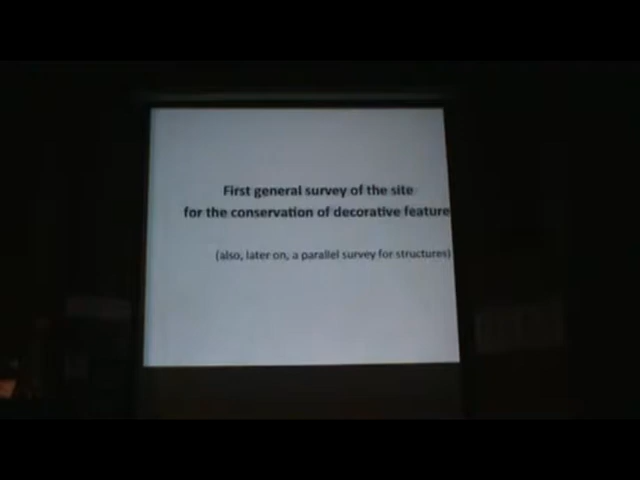 First general survey of the site
for the conservation of decorative feature
(also, later on, a parallel survey for structures)